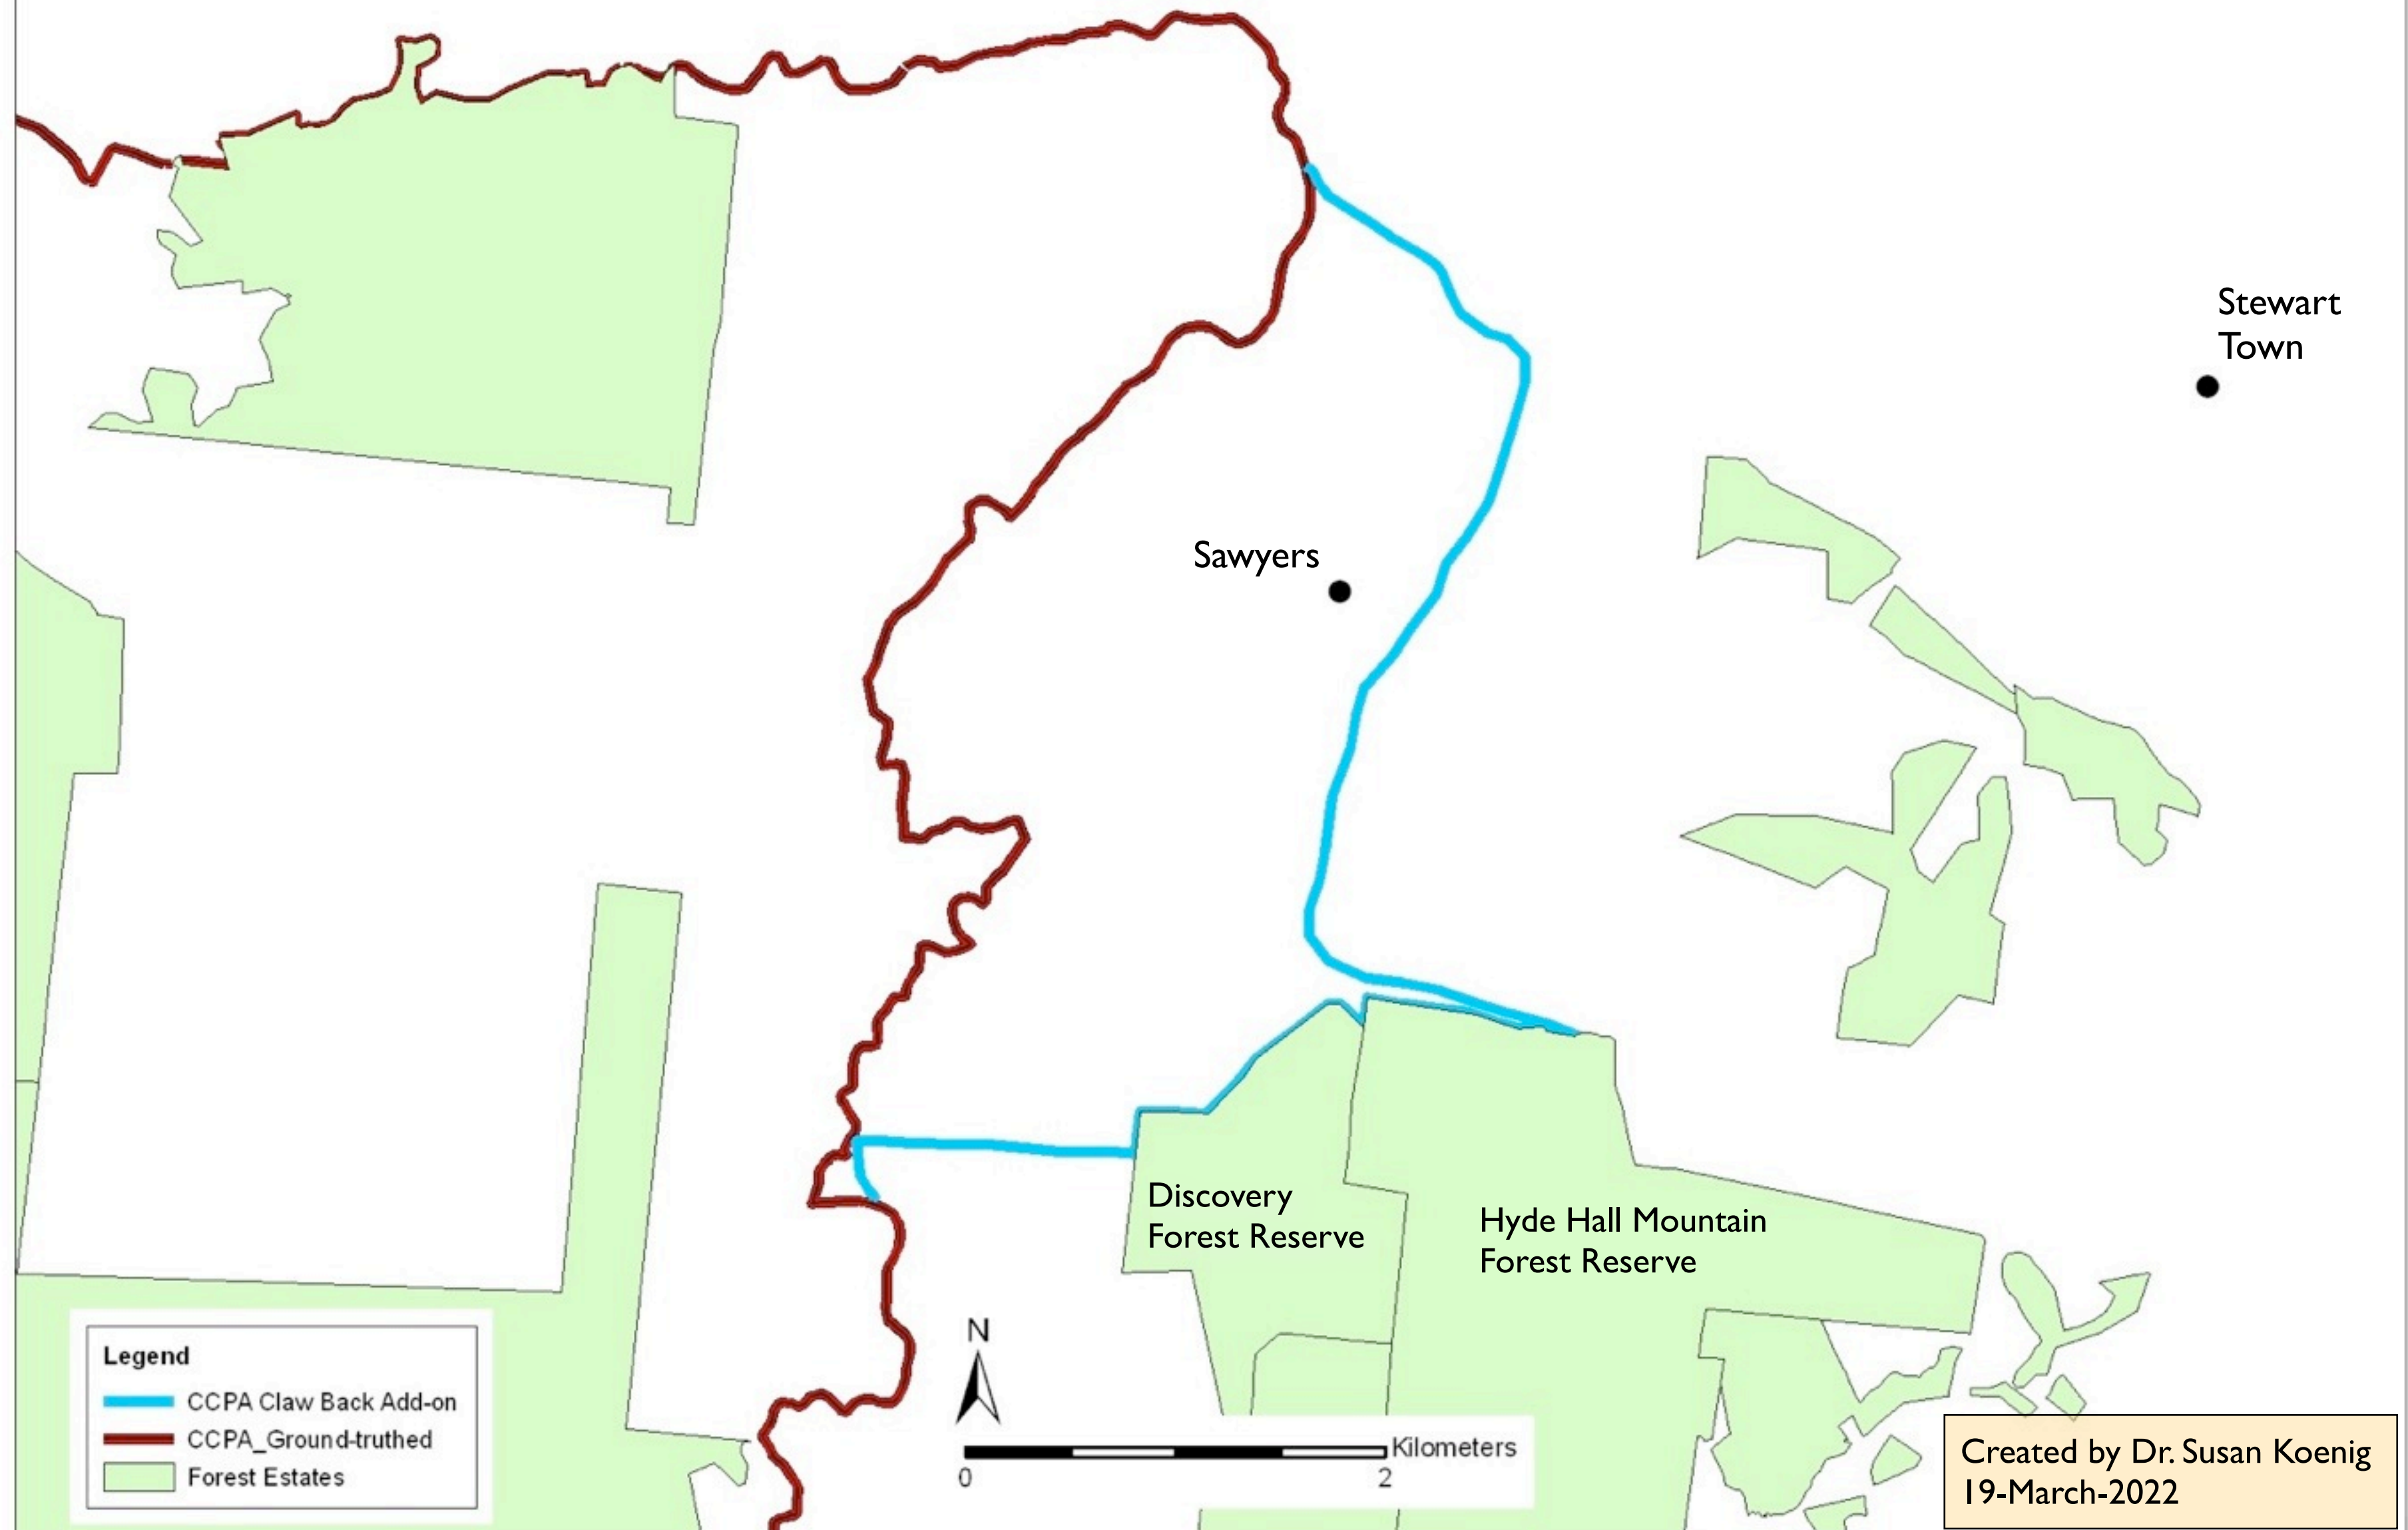 Stewart
Town
Sawyers
Discovery
Forest Reserve
Hyde Hall Mountain
Forest Reserve
N
Kilometers
0 2
Legend
CCPA Claw Back Add-on
CCPA_Ground-truthed
Forest Estates
Created by Dr. Susan Koenig
19-March-2022